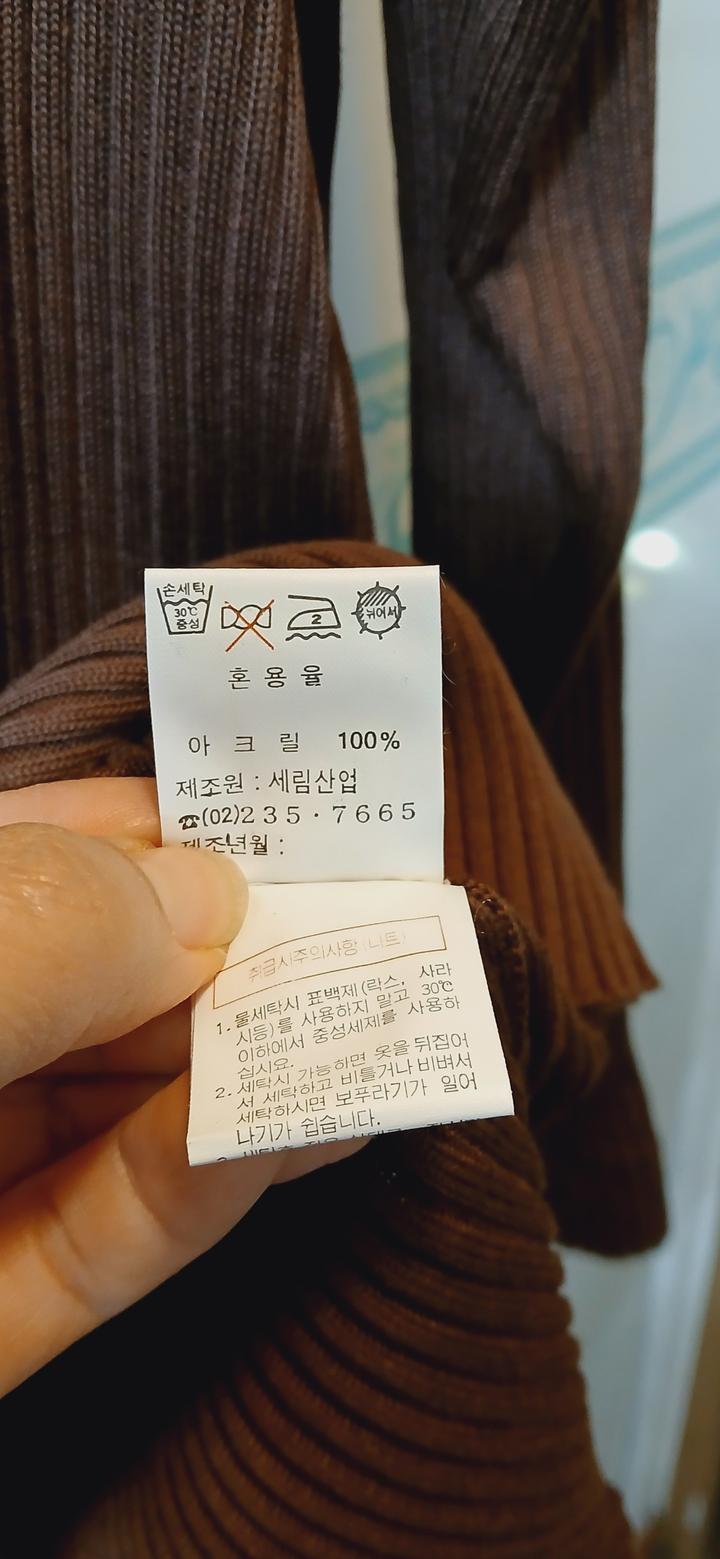 손세탁
30℃
중성
2
뉘어서
혼용율
아크릴 100%
제조원 : 세림산업
☎(02)235·7665
제조년월 :
취급시주의사항(니트)
1. 물세탁시 표백제(락스, 사라
시등)를 사용하지 말고 30℃
이하에서 중성세제를 사용하
십시요.
2. 세탁시 가능하면 옷을 뒤집어
서 세탁하고 비틀거나 비벼서
세탁하시면 보푸라기가 일어
나기가 쉽습니다.